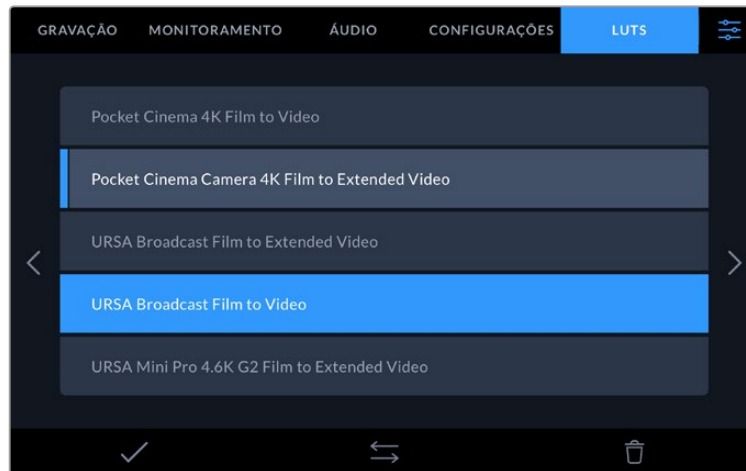 GRAVAÇÃO MONITORAMENTO ÁUDIO CONFIGURAÇÕES LUTS
Pocket Cinema 4K Film to Video
Pocket Cinema Camera 4K Film to Extended Video
URSA Broadcast Film to Extended Video
URSA Broadcast Film to Video
URSA Mini Pro 4.6K G2 Film to Extended Video